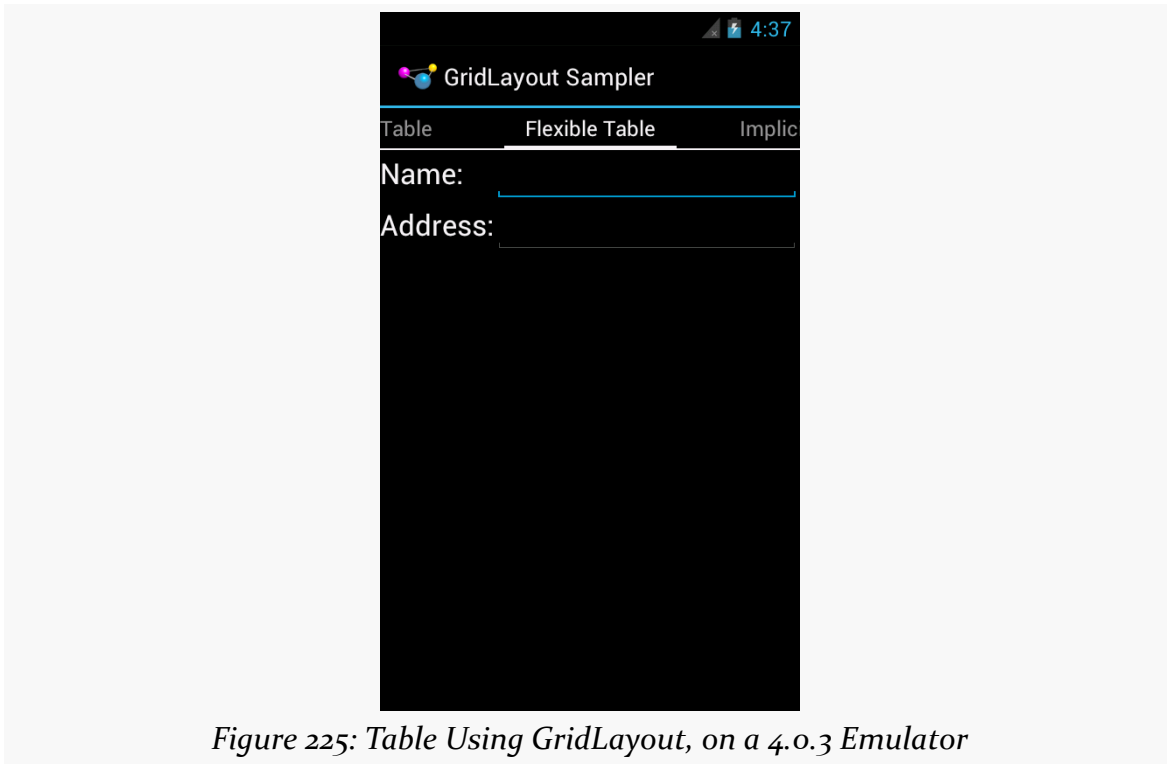 4:37
GridLayout Sampler
Table Flexible Table Implici
Name:
Address:
Figure 225: Table Using GridLayout, on a 4.0.3 Emulator